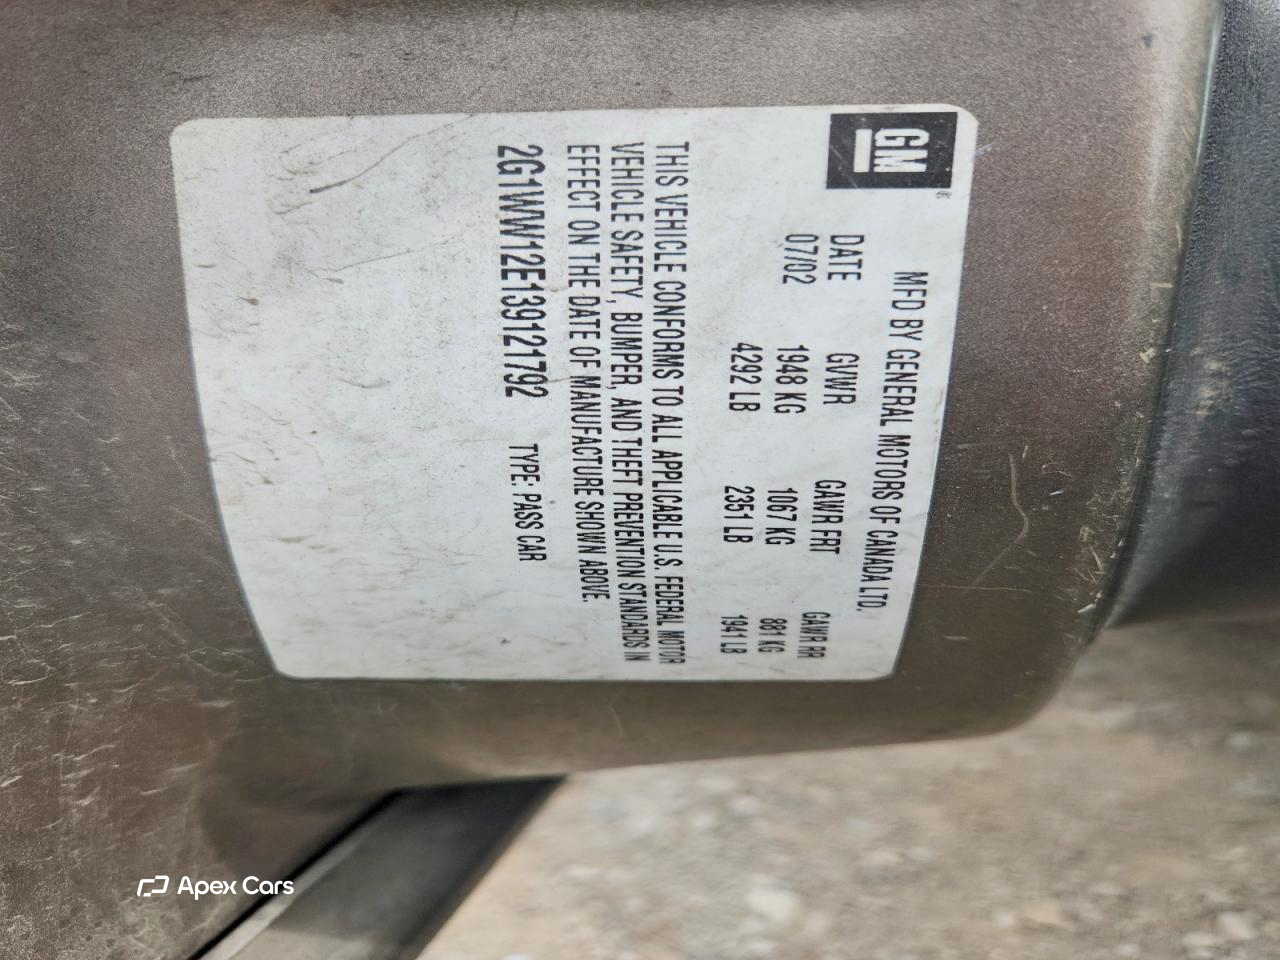 GM®
MFD BY GENERAL MOTORS OF CANADA LTD.
DATE GVWR GAWR FRT GAWR RR
07/02 1948 KG 1067 KG 881 KG
4292 LB 2351 LB 1941 LB
THIS VEHICLE CONFORMS TO ALL APPLICABLE U.S. FEDERAL MOTOR
VEHICLE SAFETY, BUMPER, AND THEFT PREVENTION STANDARDS IN
EFFECT ON THE DATE OF MANUFACTURE SHOWN ABOVE.
2G1WW12E139121792 TYPE: PASS CAR
Apex Cars